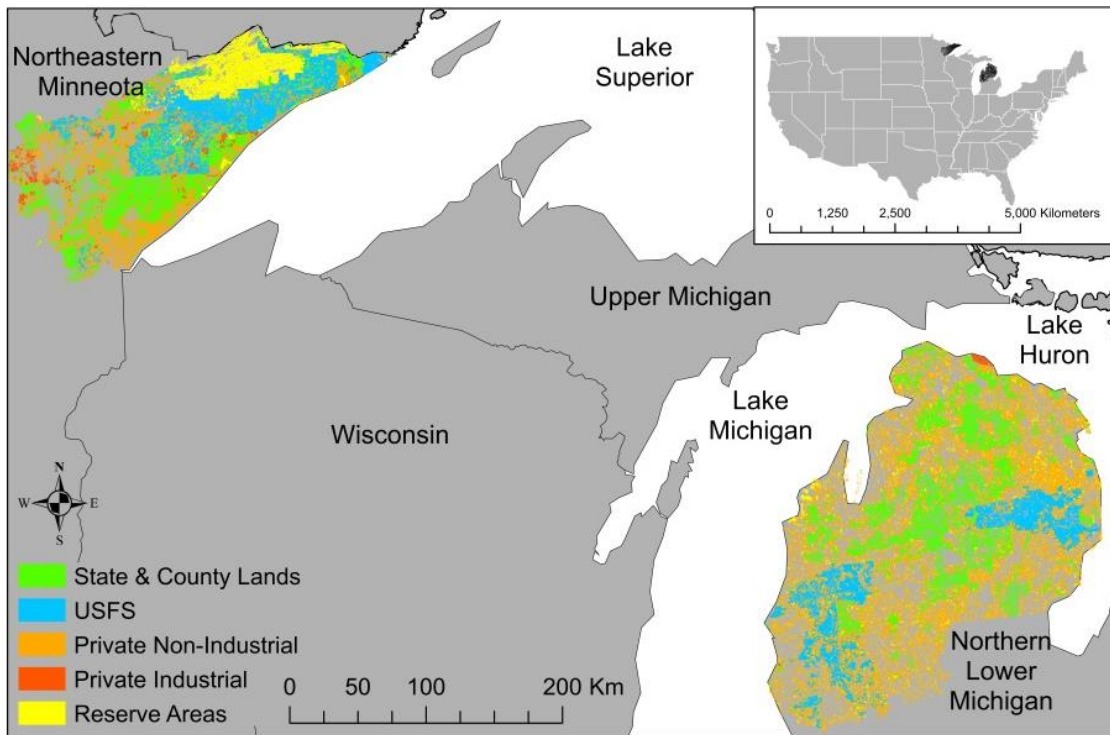 Northeastern
Minneota
Lake
Superior
0 1,250 2,500 5,000 Kilometers
Upper Michigan
Lake
Huron
Lake
Michigan
Wisconsin
N
W E
S
State & County Lands
USFS
Private Non-Industrial
Private Industrial
Reserve Areas
0 50 100 200 Km
Northern
Lower
Michigan